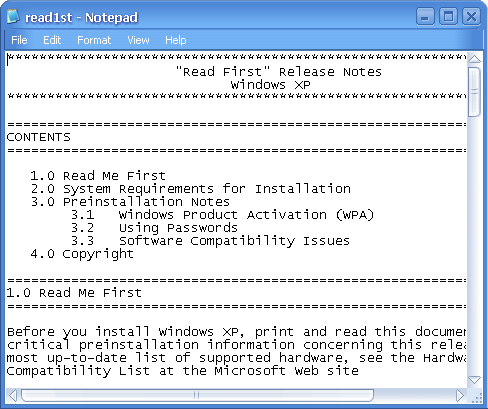 read1st - Notepad
File Edit Format View Help
************************************************************
"Read First" Release Notes
Windows XP
************************************************************
============================================================
CONTENTS
============================================================
1.0 Read Me First
2.0 System Requirements for Installation
3.0 Preinstallation Notes
3.1 Windows Product Activation (WPA)
3.2 Using Passwords
3.3 Software Compatibility Issues
4.0 Copyright
============================================================
1.0 Read Me First
============================================================
Before you install Windows XP, print and read this docume
critical preinstallation information concerning this relea
most up-to-date list of supported hardware, see the Hardwa
Compatibility List at the Microsoft Web site